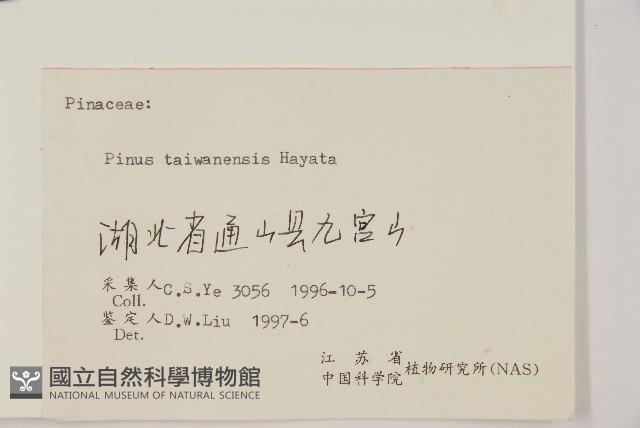 Pinaceae:
Pinus taiwanensis Hayata
湖北省通山县九宫山
采集人C.S.Ye 3056 1996-10-5
Coll.
鉴定人D.W.Liu 1997-6
Det.
江苏省
中国科学院植物研究所(NAS)
國立自然科學博物館
NATIONAL MUSEUM OF NATURAL SCIENCE